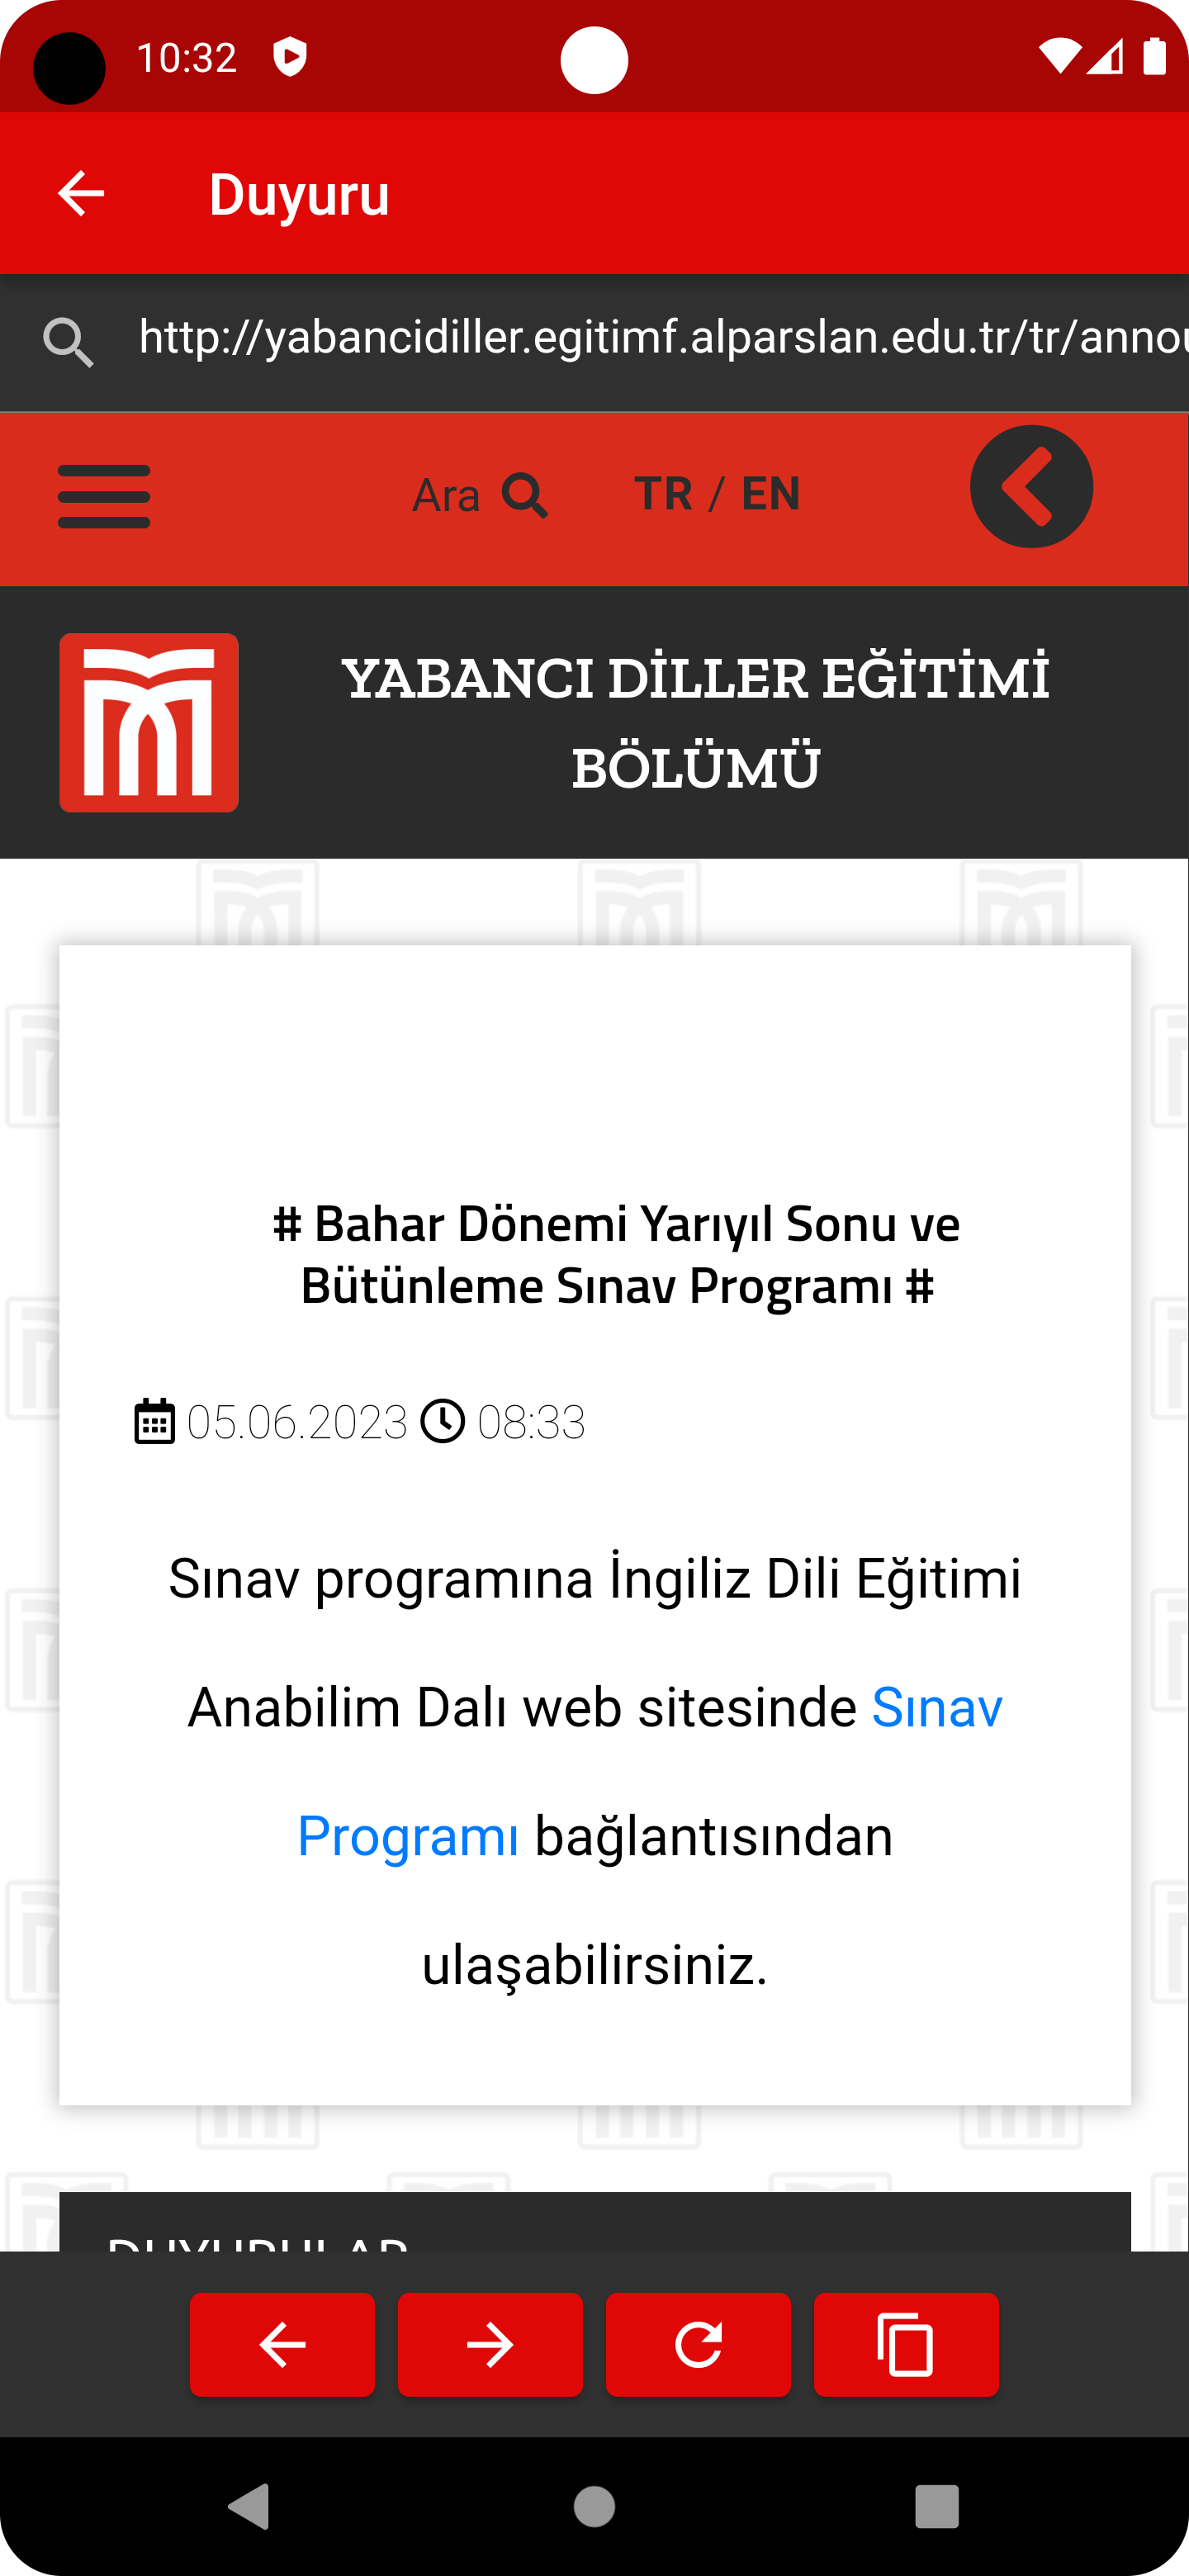 10:32
Duyuru
http://yabancidiller.egitimf.alparslan.edu.tr/tr/anno
Ara TR / EN
YABANCI DİLLER EĞİTİMİ
BÖLÜMÜ
# Bahar Dönemi Yarıyıl Sonu ve
Bütünleme Sınav Programı #
05.06.2023 08:33
Sınav programına İngiliz Dili Eğitimi
Anabilim Dalı web sitesinde Sınav
Programı bağlantısından
ulaşabilirsiniz.
DUYURULAR